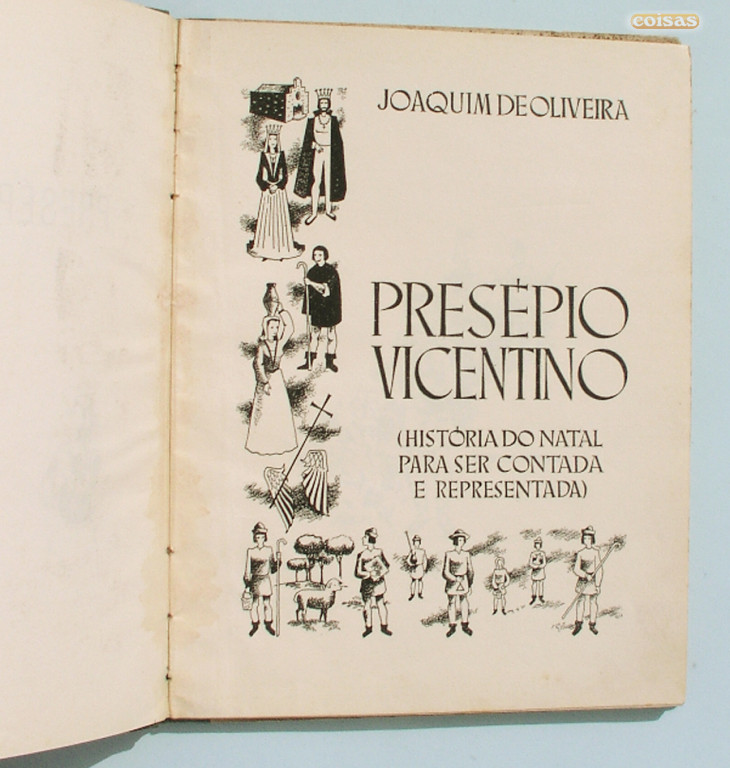 coisas
JOAQUIM DE OLIVEIRA
PRESÉPIO
VICENTINO
(HISTÓRIA DO NATAL
PARA SER CONTADA
E REPRESENTADA)